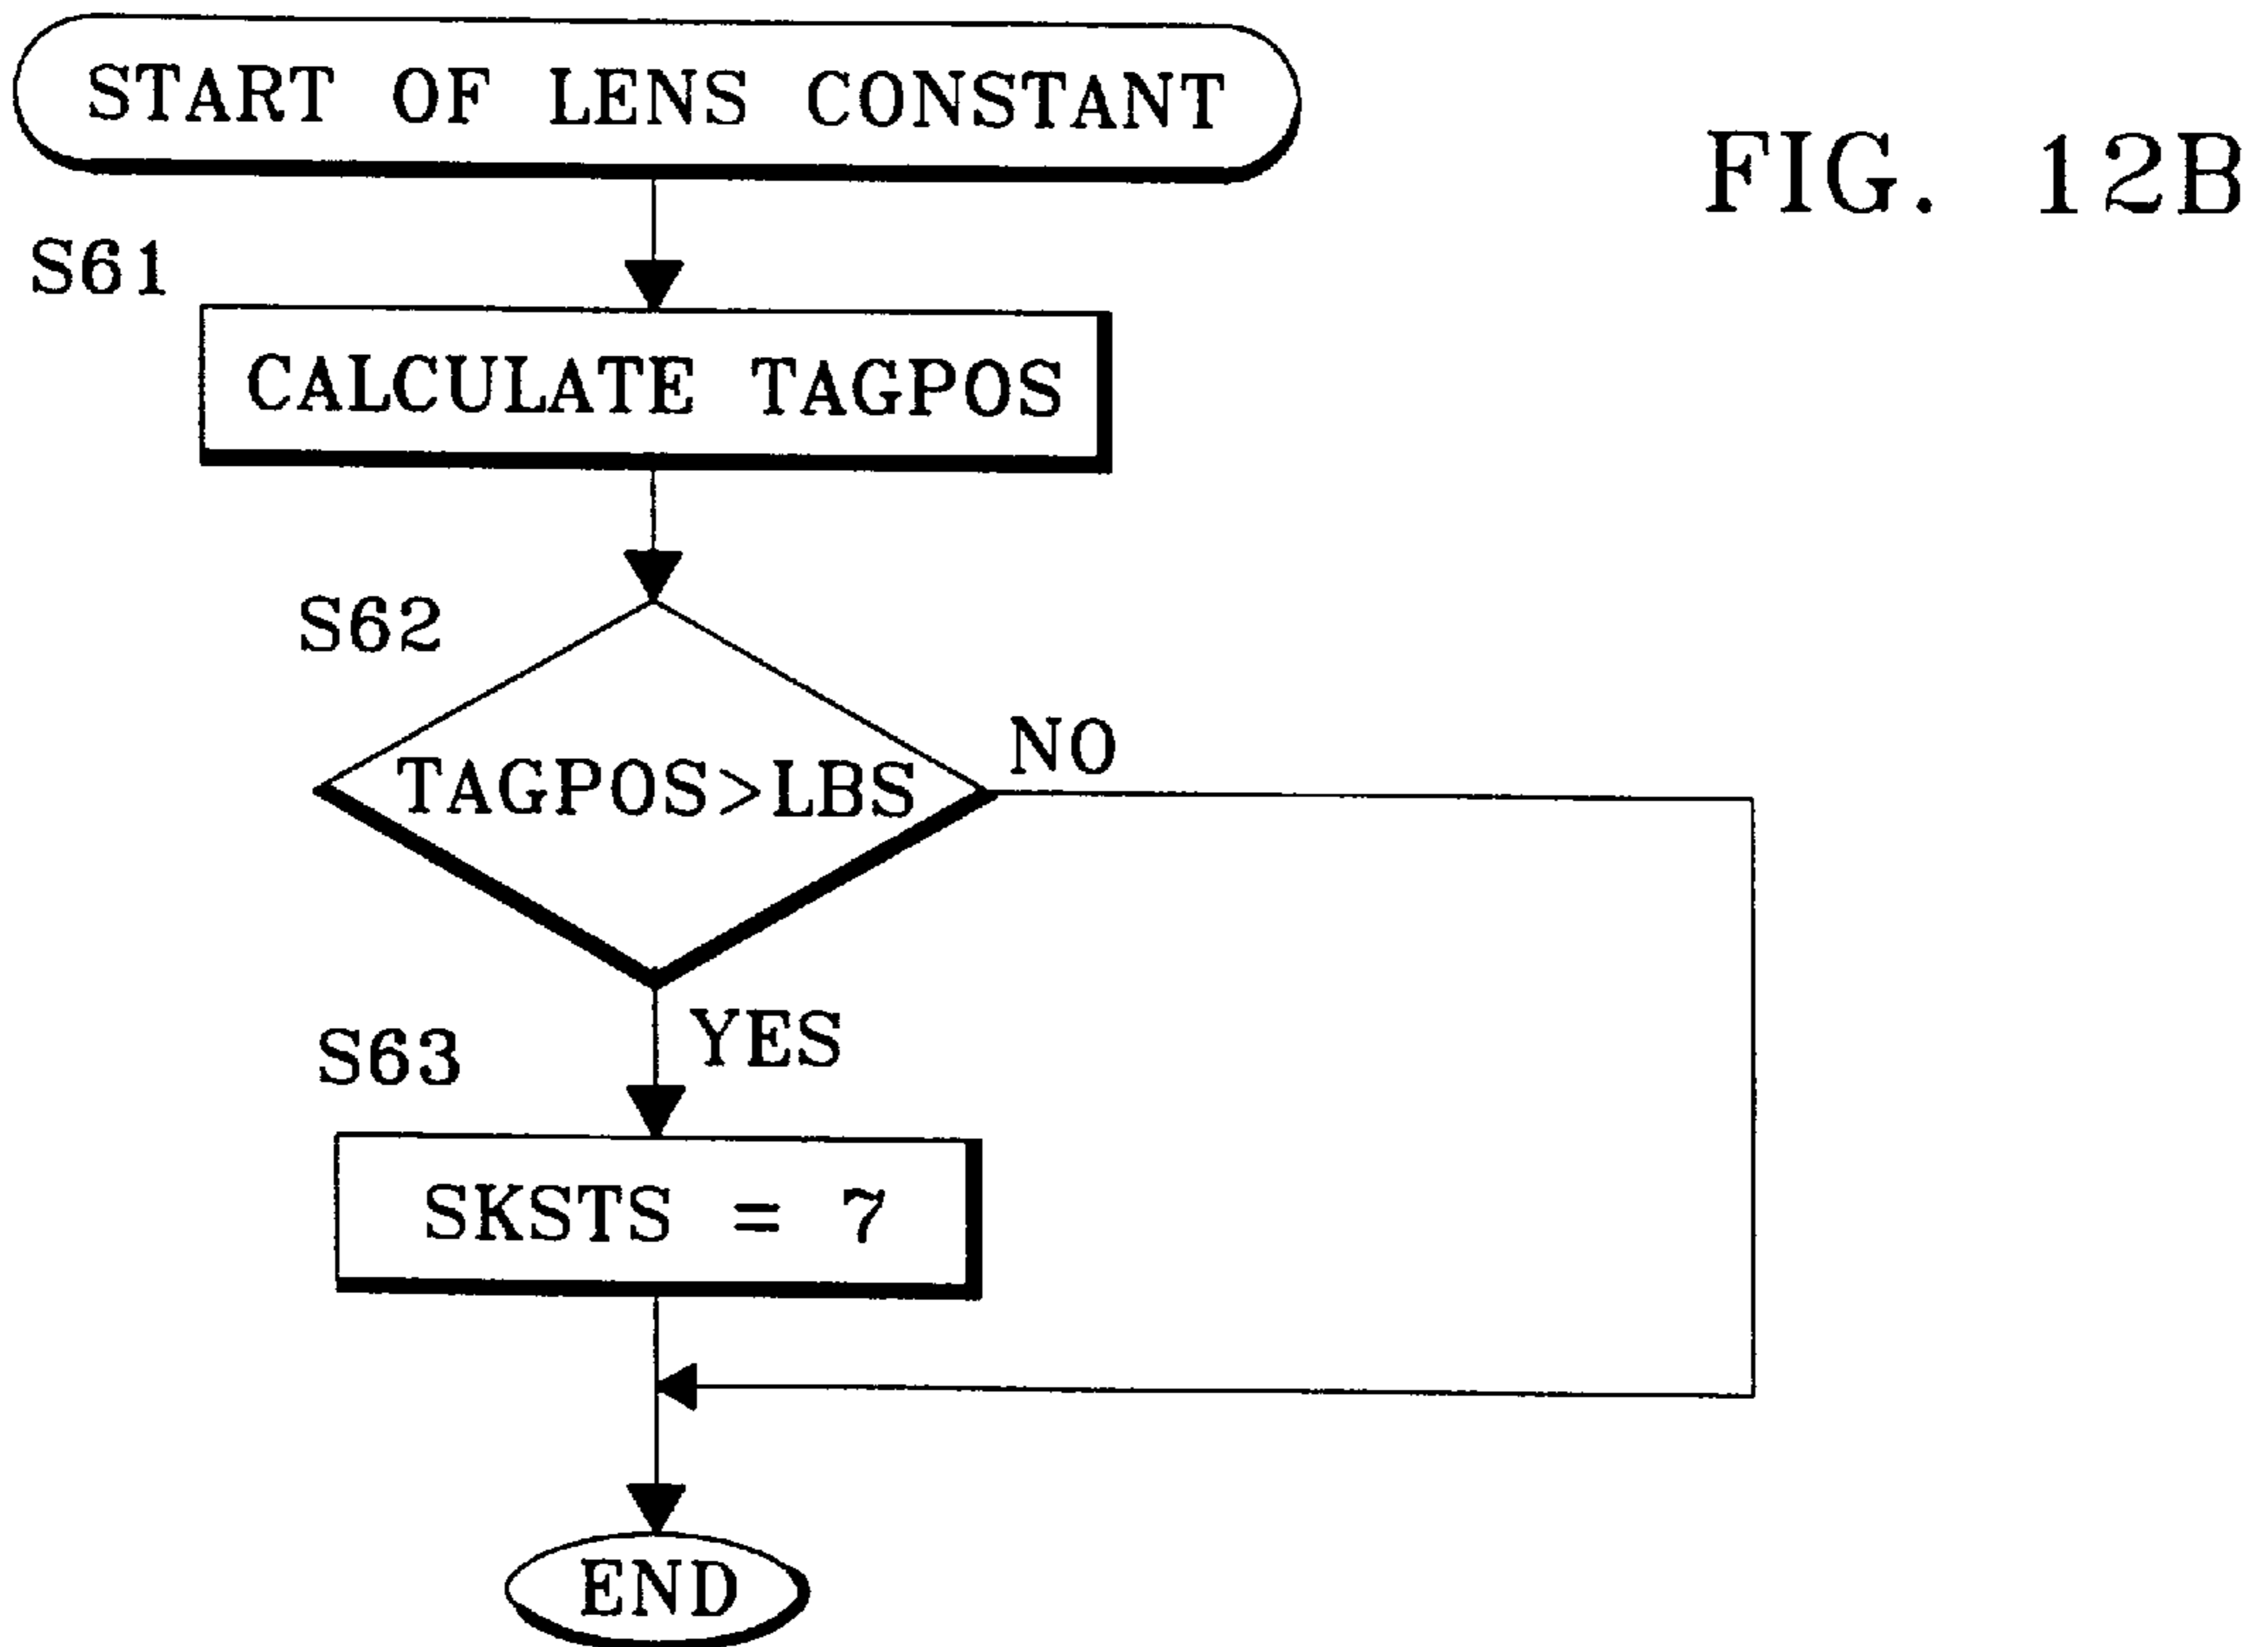 START OF LENS CONSTANT
FIG. 12B
S61
CALCULATE TAGPOS
S62
TAGPOS>LBS
NO
YES
S63
SKSTS = 7
END